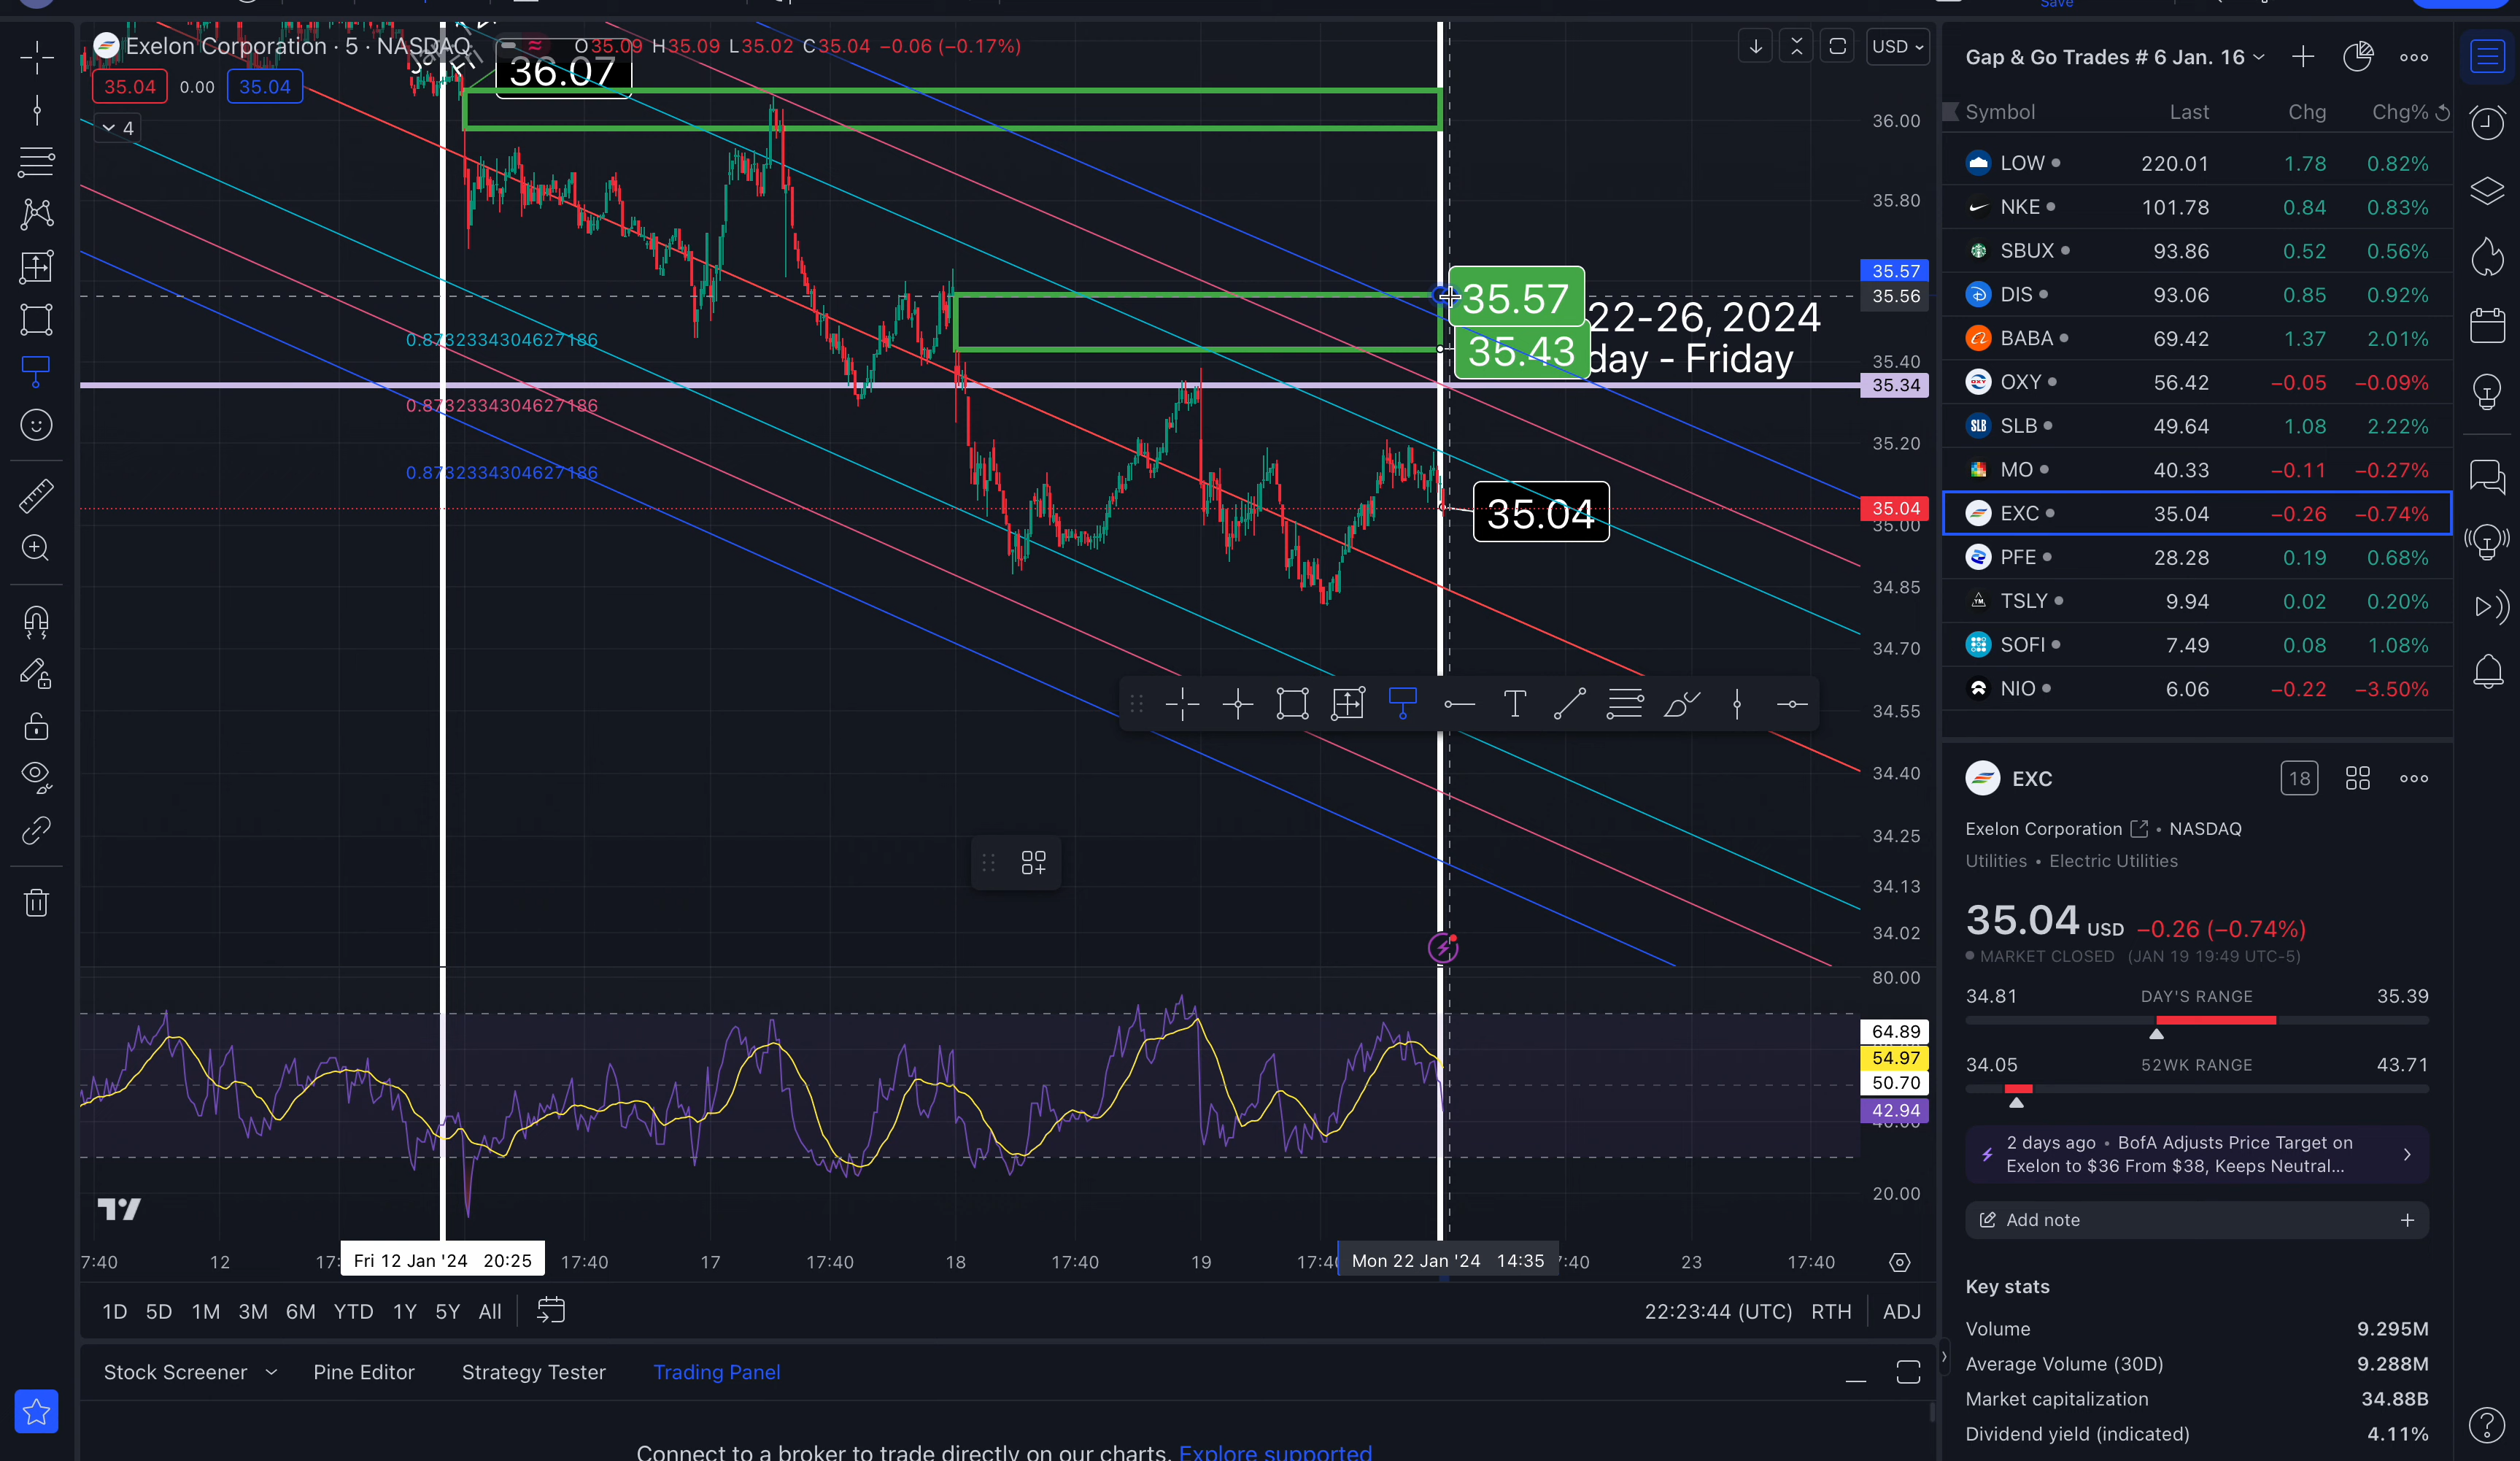 Save
Exelon Corporation · 5 · NASDAQ
O35.09 H35.09 L35.02 C35.04 −0.06 (−0.17%)
35.04 0.00 35.04
4
36.07
USD
36.00
35.80
35.57
35.56
35.40
35.34
35.20
35.04
35.00
34.85
34.70
34.55
34.40
34.25
34.13
34.02
80.00
64.89
54.97
50.70
42.94
40.00
20.00
35.57
35.43
22-26, 2024
day - Friday
35.04
0.8732334304627186
0.8732334304627186
0.8732334304627186
12
Fri 12 Jan '24 20:25
17:40
17
17:40
18
17:40
19
Mon 22 Jan '24 14:35
23
17:40
1D 5D 1M 3M 6M YTD 1Y 5Y All
22:23:44 (UTC) RTH ADJ
Stock Screener Pine Editor Strategy Tester Trading Panel
Connect to a broker to trade directly on our charts. Explore supported
Gap & Go Trades # 6 Jan. 16
Symbol Last Chg Chg%
LOW 220.01 1.78 0.82%
NKE 101.78 0.84 0.83%
SBUX 93.86 0.52 0.56%
DIS 93.06 0.85 0.92%
BABA 69.42 1.37 2.01%
OXY 56.42 −0.05 −0.09%
SLB 49.64 1.08 2.22%
MO 40.33 −0.11 −0.27%
EXC 35.04 −0.26 −0.74%
PFE 28.28 0.19 0.68%
TSLY 9.94 0.02 0.20%
SOFI 7.49 0.08 1.08%
NIO 6.06 −0.22 −3.50%
EXC
18
Exelon Corporation • NASDAQ
Utilities • Electric Utilities
35.04 USD −0.26 (−0.74%)
MARKET CLOSED (JAN 19 19:49 UTC-5)
34.81 DAY'S RANGE 35.39
34.05 52WK RANGE 43.71
2 days ago • BofA Adjusts Price Target on
Exelon to $36 From $38, Keeps Neutral...
Add note
Key stats
Volume 9.295M
Average Volume (30D) 9.288M
Market capitalization 34.88B
Dividend yield (indicated) 4.11%